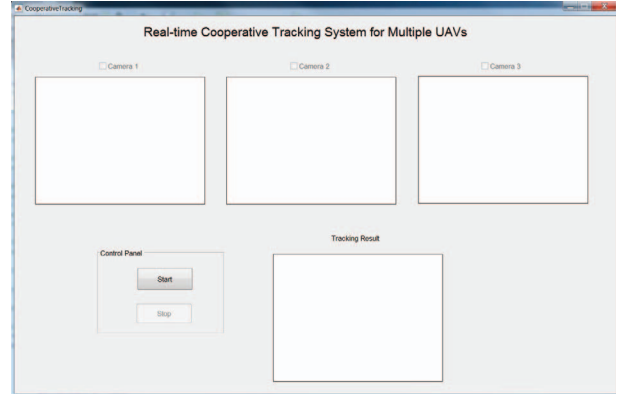 CooperativeTracking
Real-time Cooperative Tracking System for Multiple UAVs
Camera 1
Camera 2
Camera 3
Tracking Result
Control Panel
Start
Stop